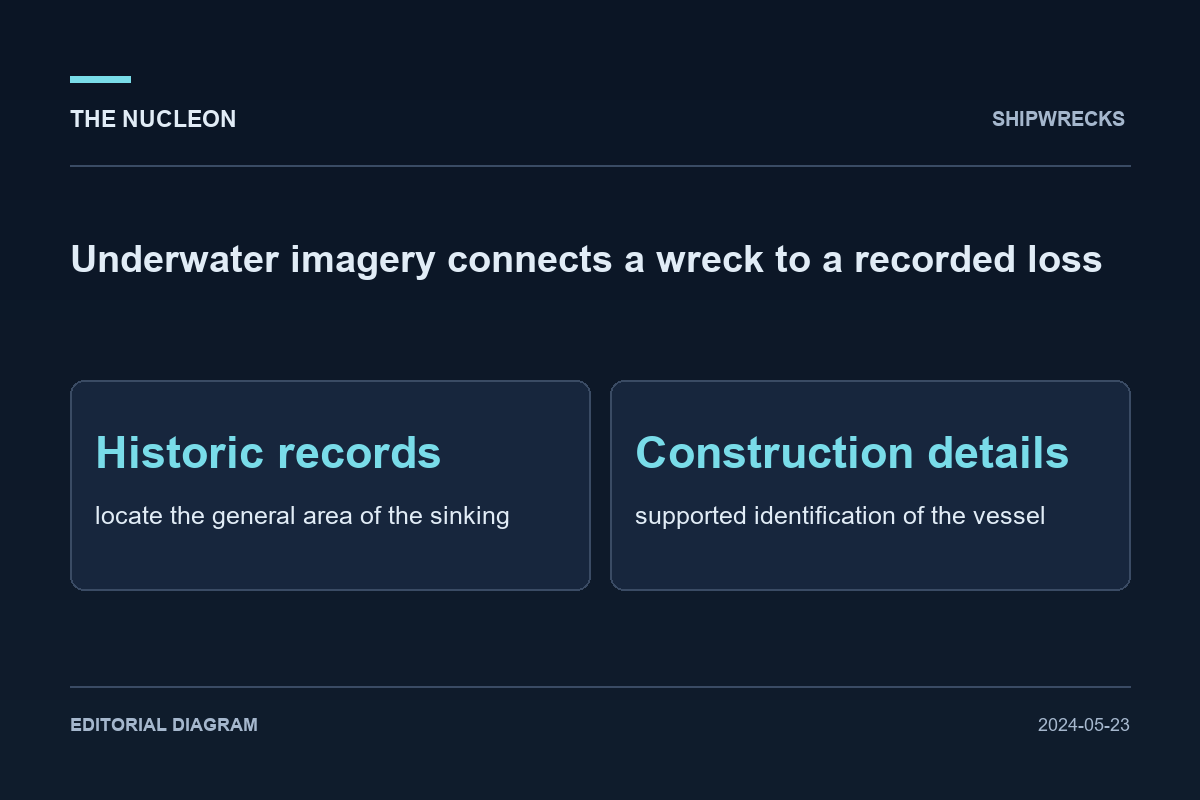 THE NUCLEON
SHIPWRECKS
Underwater imagery connects a wreck to a recorded loss
Historic records
locate the general area of the sinking
Construction details
supported identification of the vessel
EDITORIAL DIAGRAM
2024-05-23